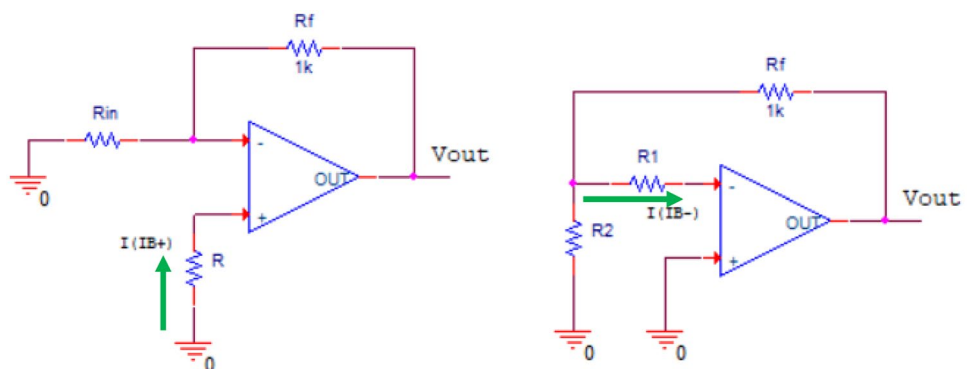 Rf
1k
Rin
-
Vout
OUT
0
+
I(IB+)
R
0
Rf
1k
R1
-
Vout
I(IB-)
OUT
R2
+
0
0